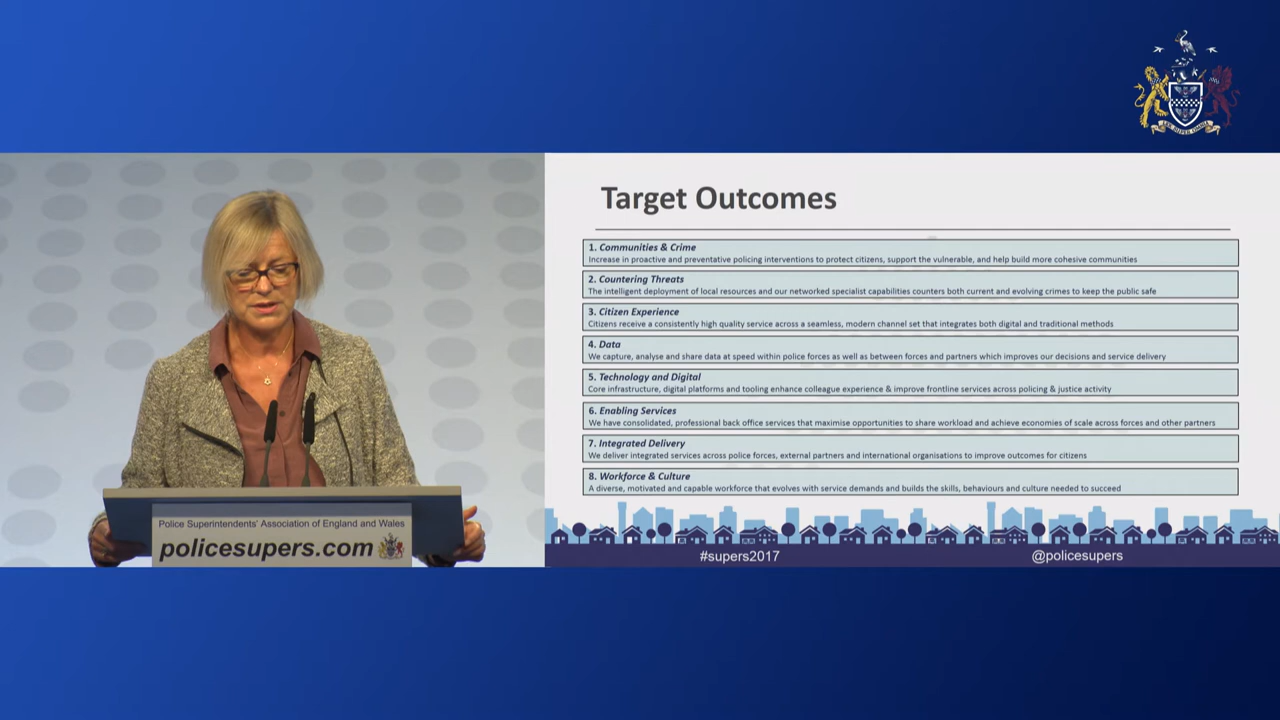 Target Outcomes
1. Communities & Crime
Increase in proactive and preventative policing interventions to protect citizens, support the vulnerable, and help build more cohesive communities
2. Countering Threats
The intelligent deployment of local resources and our networked specialist capabilities counters both current and evolving crimes to keep the public safe
3. Citizen Experience
Citizens receive a consistently high quality service across a seamless, modern channel set that integrates both digital and traditional methods
4. Data
We capture, analyse and share data at speed within police forces as well as between forces and partners which improves our decisions and service delivery
5. Technology and Digital
Core infrastructure, digital platforms and tooling enhance colleague experience & improve frontline services across policing & justice activity
6. Enabling Services
We have consolidated, professional back office services that maximise opportunities to share workload and achieve economies of scale across forces and other partners
7. Integrated Delivery
We deliver integrated services across police forces, external partners and international organisations to improve outcomes for citizens
8. Workforce & Culture
A diverse, motivated and capable workforce that evolves with service demands and builds the skills, behaviours and culture needed to succeed
#supers2017 @policesupers
Police Superintendents' Association of England and Wales
policesupers.com